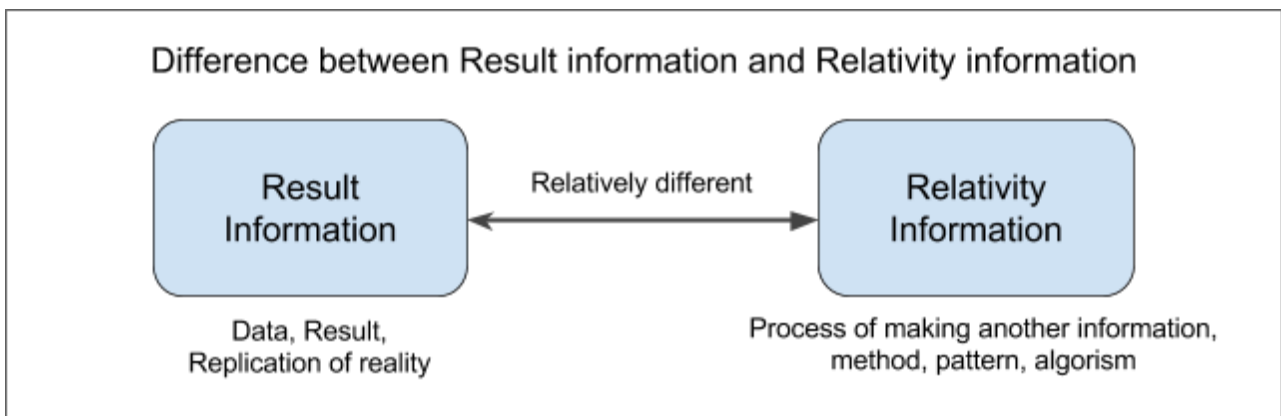 Difference between Result information and Relativity information
Result
Information
Relatively different
Relativity
Information
Data, Result,
Replication of reality
Process of making another information,
method, pattern, algorism